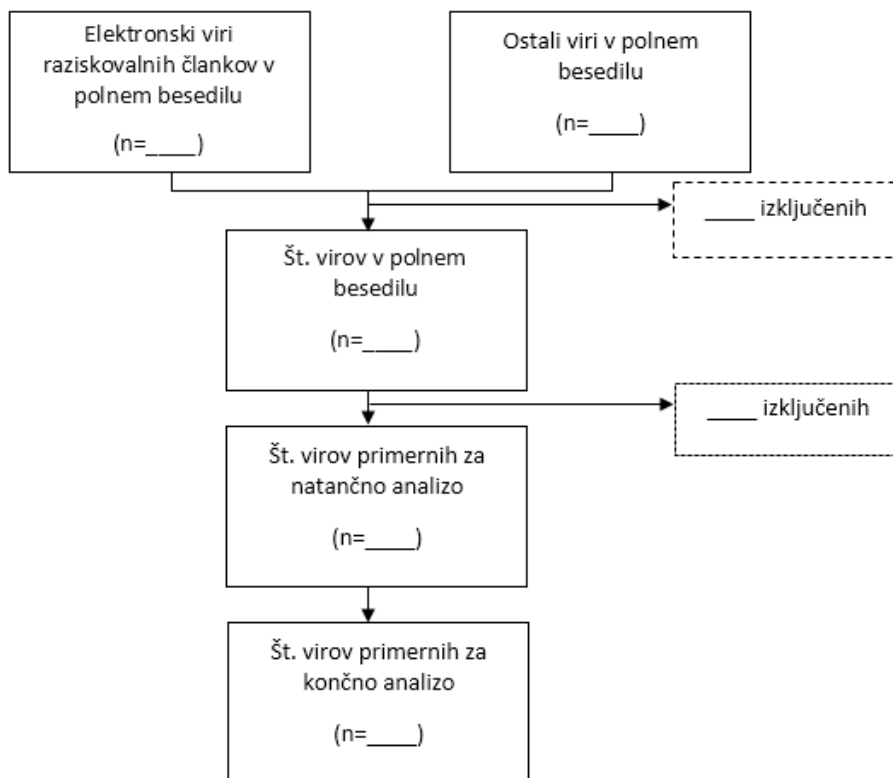 Elektronski viri
raziskovalnih člankov v
polnem besedilu
(n=____)
Ostali viri v polnem
besedilu
(n=____)
____ izključenih
Št. virov v polnem
besedilu
(n=____)
____ izključenih
Št. virov primernih za
natančno analizo
(n=____)
Št. virov primernih za
končno analizo
(n=____)